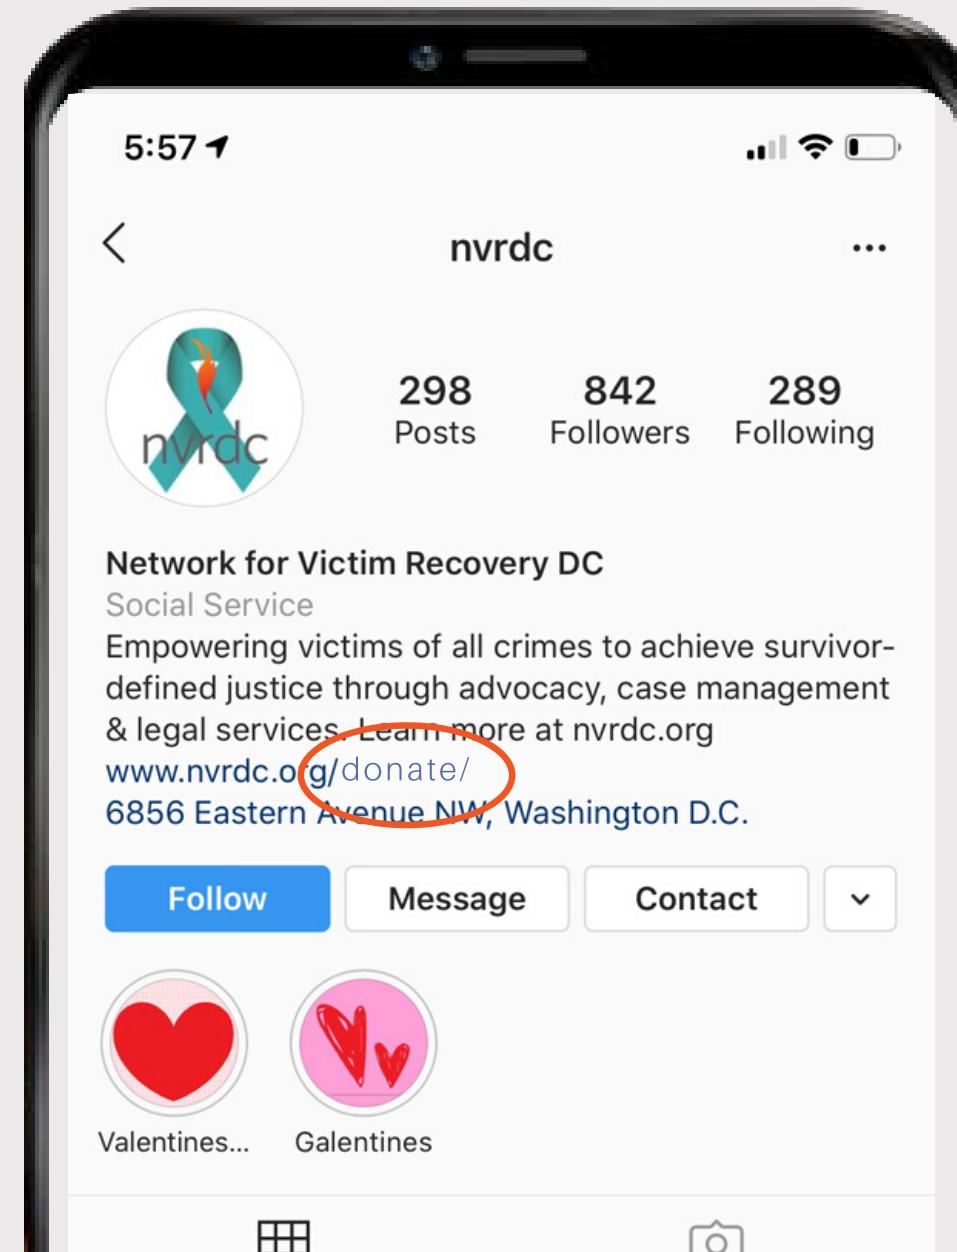 5:57
nvrdc
nvrdc
298 842 289
Posts Followers Following
Network for Victim Recovery DC
Social Service
Empowering victims of all crimes to achieve survivor-
defined justice through advocacy, case management
& legal services. Learn more at nvrdc.org
www.nvrdc.org/donate/
6856 Eastern Avenue NW, Washington D.C.
Follow Message Contact
Valentines... Galentines